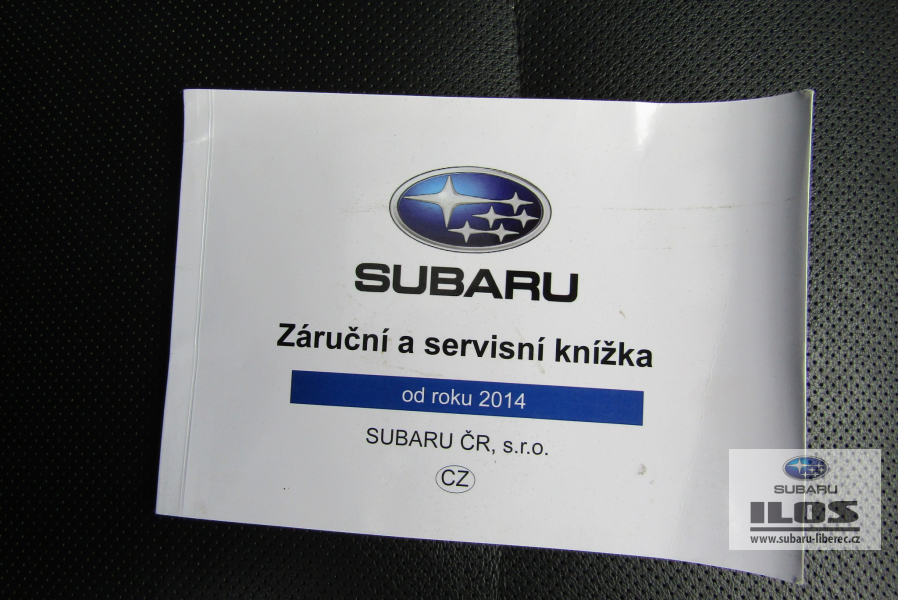 SUBARU
Záruční a servisní knížka
od roku 2014
SUBARU ČR, s.r.o.
CZ
SUBARU
ILOS
www.subaru-liberec.cz